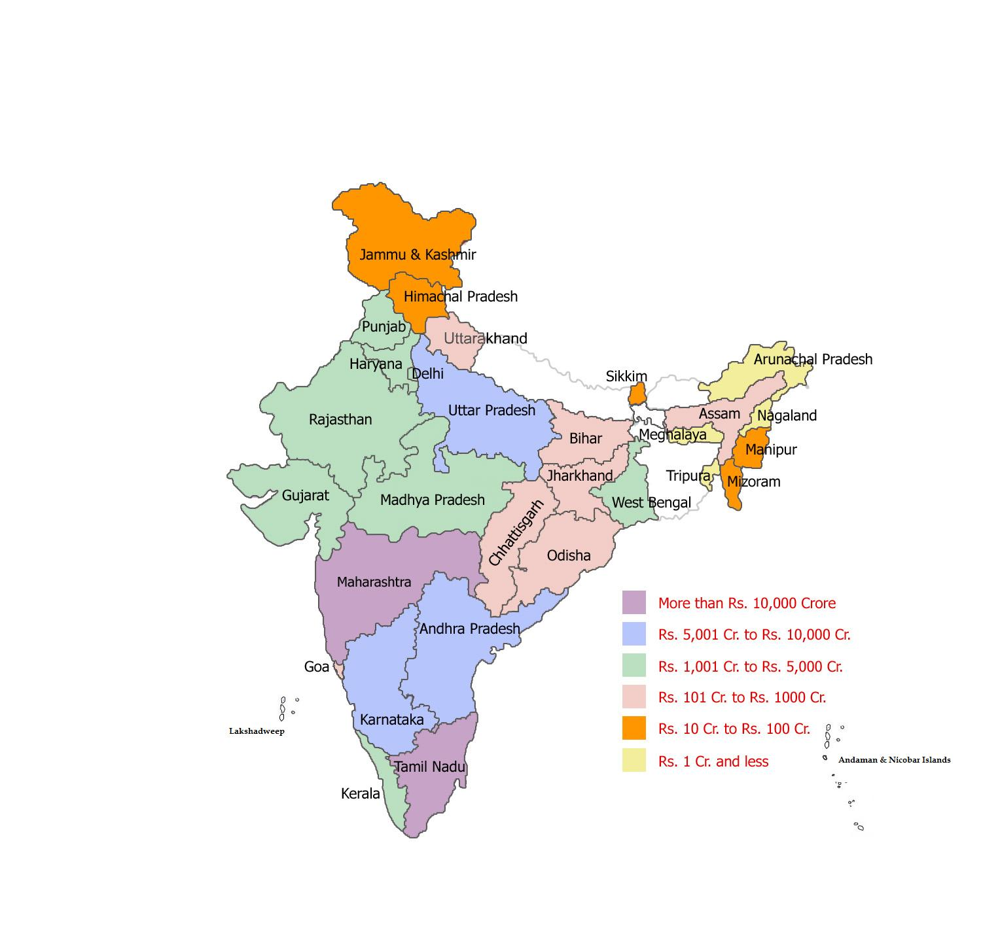 Jammu & Kashmir
Himachal Pradesh
Punjab
Uttarakhand
Haryana
Delhi
Sikkim
Arunachal Pradesh
Rajasthan
Uttar Pradesh
Assam
Nagaland
Bihar
Meghalaya
Manipur
Jharkhand
Tripura
Mizoram
Gujarat
Madhya Pradesh
West Bengal
Chhattisgarh
Odisha
Maharashtra
More than Rs. 10,000 Crore
Andhra Pradesh
Rs. 5,001 Cr. to Rs. 10,000 Cr.
Goa
Rs. 1,001 Cr. to Rs. 5,000 Cr.
Rs. 101 Cr. to Rs. 1000 Cr.
Karnataka
Lakshadweep
Rs. 10 Cr. to Rs. 100 Cr.
Tamil Nadu
Rs. 1 Cr. and less
Andaman & Nicobar Islands
Kerala